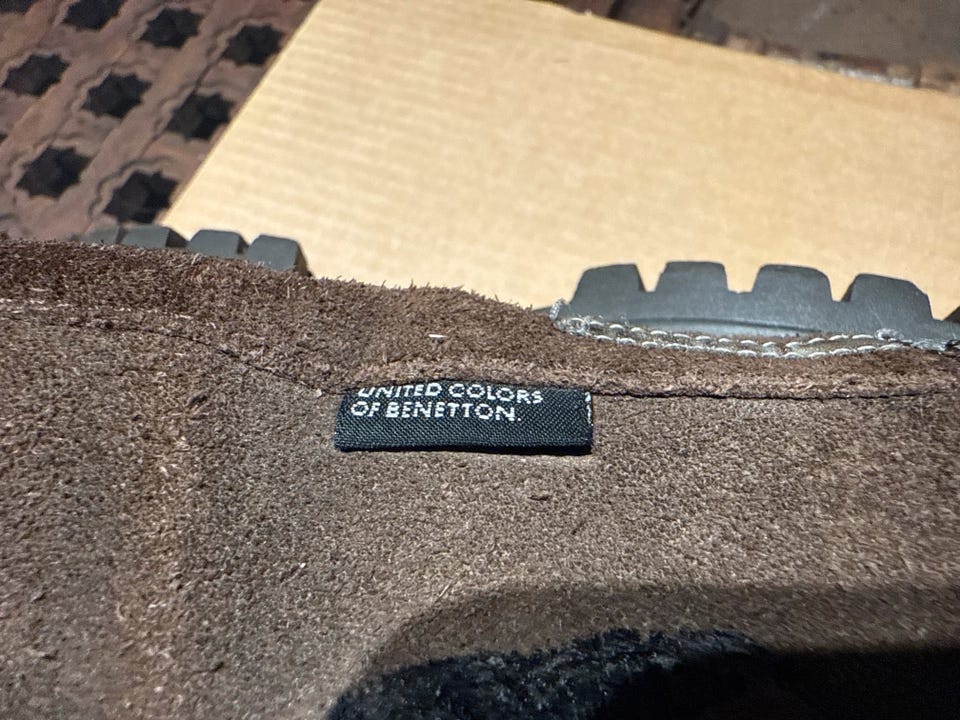 UNITED COLORS
OF BENETTON.